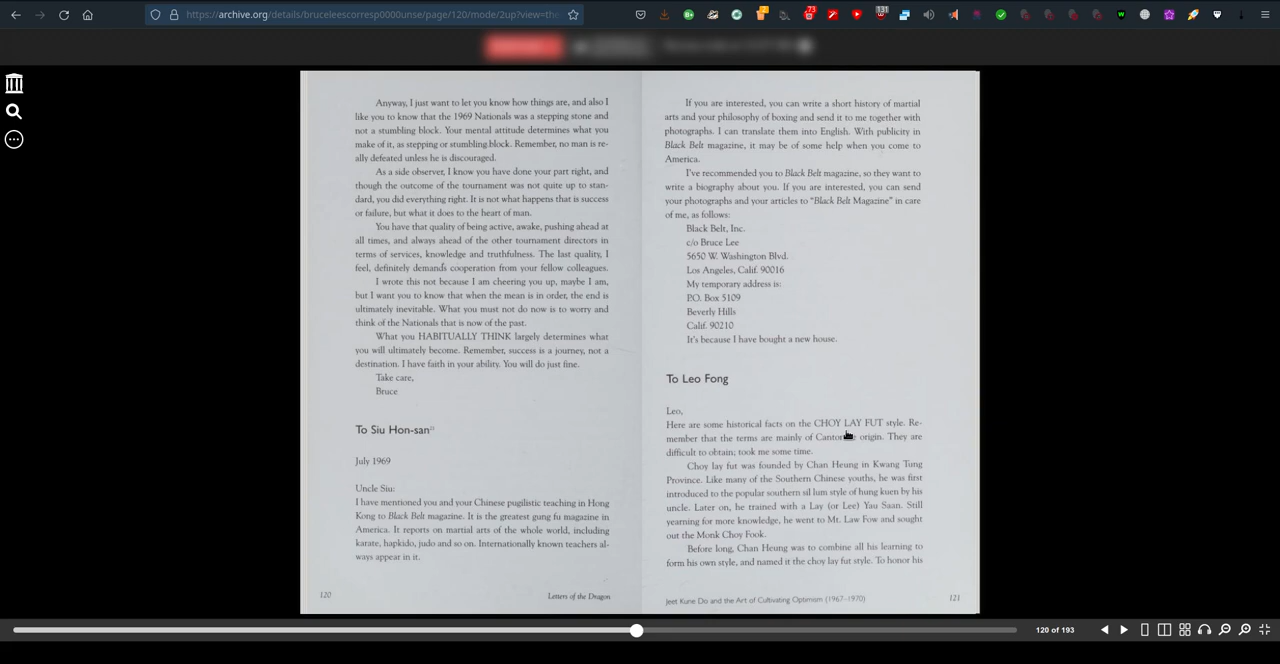 https://archive.org/details/bruceleescorresp0000unse/page/120/mode/2up?view=the
73
131
Anyway, I just want to let you know how things are, and also I
like you to know that the 1969 Nationals was a stepping stone and
not a stumbling block. Your mental attitude determines what you
make of it, as stepping or stumbling block. Remember, no man is re-
ally defeated unless he is discouraged.
As a side observer, I know you have done your part right, and
though the outcome of the tournament was not quite up to stan-
dard, you did everything right. It is not what happens that is success
or failure, but what it does to the heart of man.
You have that quality of being active, awake, pushing ahead at
all times, and always ahead of the other tournament directors in
terms of services, knowledge and truthfulness. The last quality, I
feel, definitely demands cooperation from your fellow colleagues.
I wrote this not because I am cheering you up, maybe I am,
but I want you to know that when the mean is in order, the end is
ultimately inevitable. What you must not do now is to worry and
think of the Nationals that is now of the past.
What you HABITUALLY THINK largely determines what
you will ultimately become. Remember, success is a journey, not a
destination. I have faith in your ability. You will do just fine.
Take care,
Bruce
To Siu Hon-san
July 1969
Uncle Siu:
I have mentioned you and your Chinese pugilistic teaching in Hong
Kong to Black Belt magazine. It is the greatest gung fu magazine in
America. It reports on martial arts of the whole world, including
karate, hapkido, judo and so on. Internationally known teachers al-
ways appear in it.
120
Letters of the Dragon
If you are interested, you can write a short history of martial
arts and your philosophy of boxing and send it to me together with
photographs. I can translate them into English. With publicity in
Black Belt magazine, it may be of some help when you come to
America.
I've recommended you to Black Belt magazine, so they want to
write a biography about you. If you are interested, you can send
your photographs and your articles to "Black Belt Magazine" in care
of me, as follows:
Black Belt, Inc.
c/o Bruce Lee
5650 W. Washington Blvd.
Los Angeles, Calif. 90016
My temporary address is:
P.O. Box 5109
Beverly Hills
Calif. 90210
It's because I have bought a new house.
To Leo Fong
Leo,
Here are some historical facts on the CHOY LAY FUT style. Re-
member that the terms are mainly of Cantonese origin. They are
difficult to obtain; took me some time.
Choy lay fut was founded by Chan Heung in Kwang Tung
Province. Like many of the Southern Chinese youths, he was first
introduced to the popular southern sil lum style of hung kuen by his
uncle. Later on, he trained with a Lay (or Lee) Yau Saan. Still
yearning for more knowledge, he went to Mt. Law Fow and sought
out the Monk Choy Fook.
Before long, Chan Heung was to combine all his learning to
form his own style, and named it the choy lay fut style. To honor his
Jeet Kune Do and the Art of Cultivating Optimism (1967–1970)
121
120 of 193